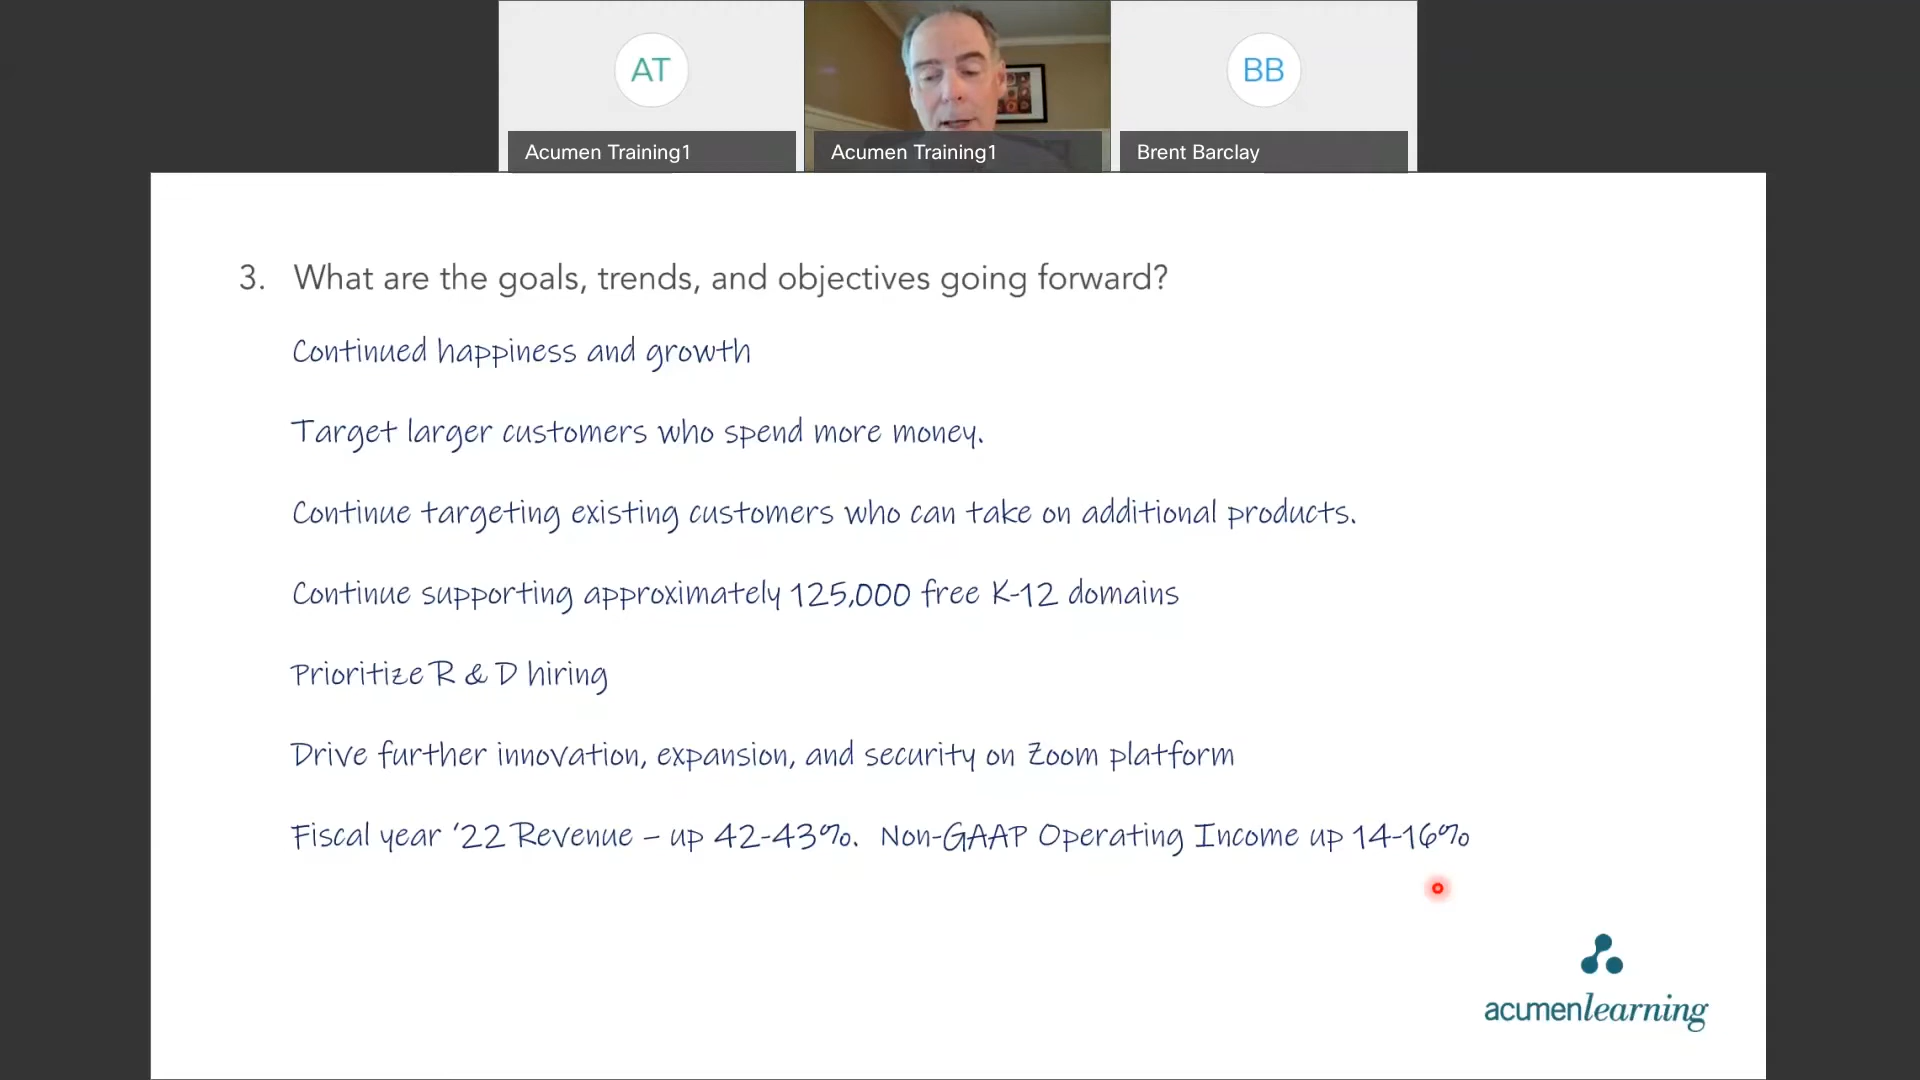 AT
BB
Acumen Training1
Acumen Training1
Brent Barclay
3. What are the goals, trends, and objectives going forward?
Continued happiness and growth
Target larger customers who spend more money.
Continue targeting existing customers who can take on additional products.
Continue supporting approximately 125,000 free K-12 domains
Prioritize R & D hiring
Drive further innovation, expansion, and security on Zoom platform
Fiscal year ‘22 Revenue – up 42-43%. Non-GAAP Operating Income up 14-16%
acumenlearning